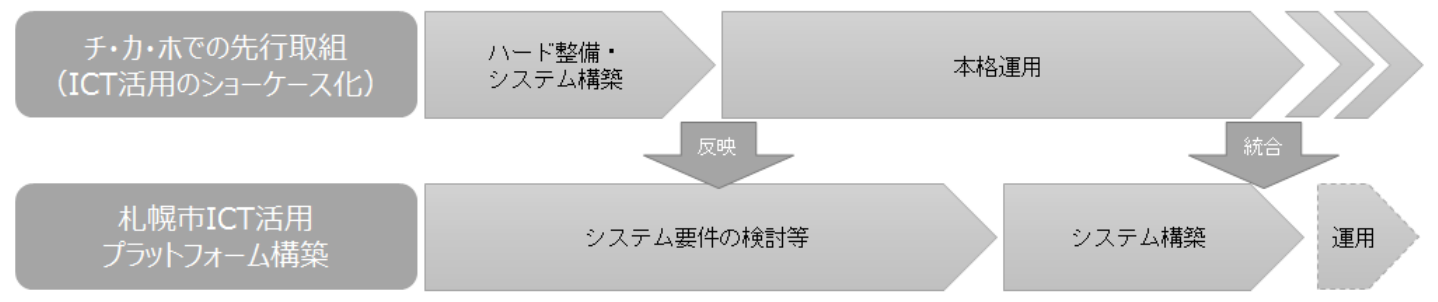 チ・カ・ホでの先行取組
（ICT活用のショーケース化）
ハード整備・
システム構築
本格運用
反映
統合
札幌市ICT活用
プラットフォーム構築
システム要件の検討等
システム構築
運用